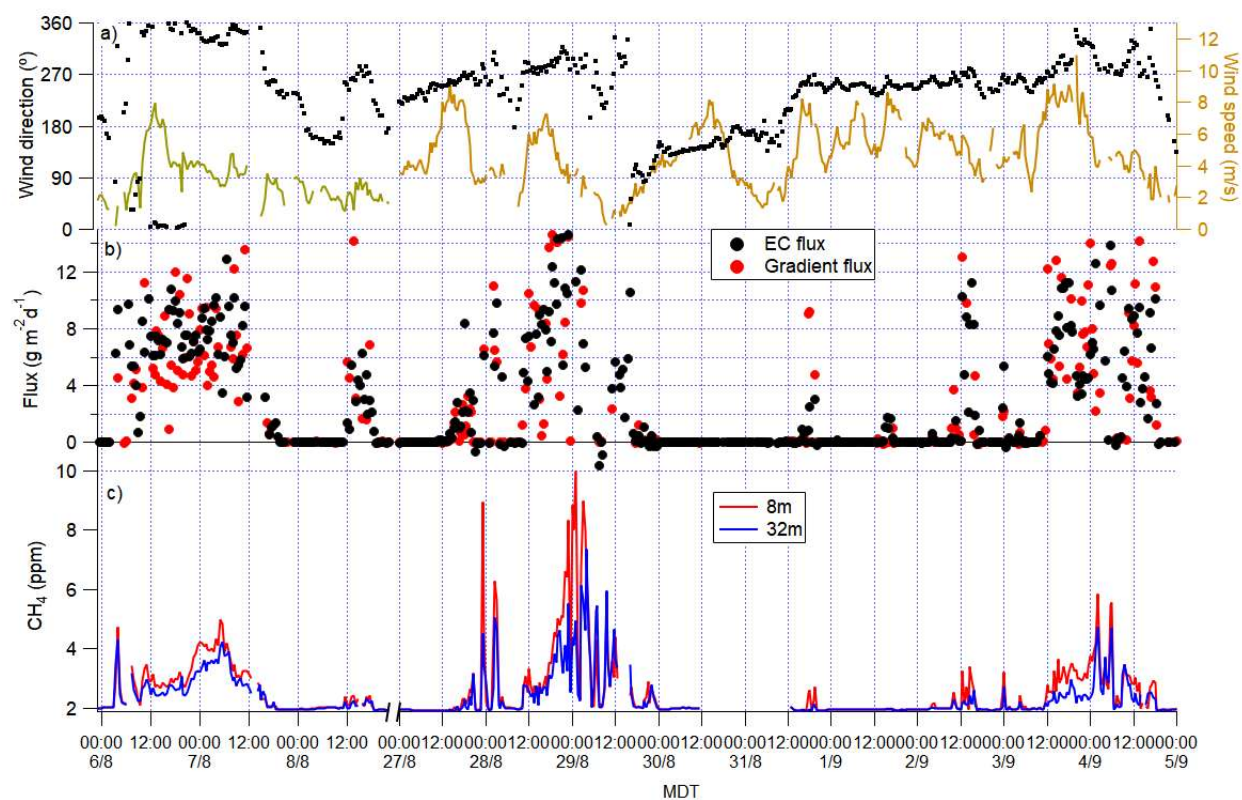 a)
360
270
180
90
0
Wind direction (º)
12
10
8
6
4
2
0
Wind speed (m/s)
b)
12
8
4
0
Flux (g m-2 d-1)
EC flux
Gradient flux
c)
10
8
6
4
2
CH4 (ppm)
8m
32m
00:00 12:00 00:00 12:00 00:00 12:00 00:00 12:00 00:00 12:00 00:00 12:00 00:00 12:00 00:00 12:00 00:00 12:00 00:00 12:00 00:00 12:00 00:00 12:00 00:00
6/8 7/8 8/8 27/8 28/8 29/8 30/8 31/8 1/9 2/9 3/9 4/9 5/9
MDT